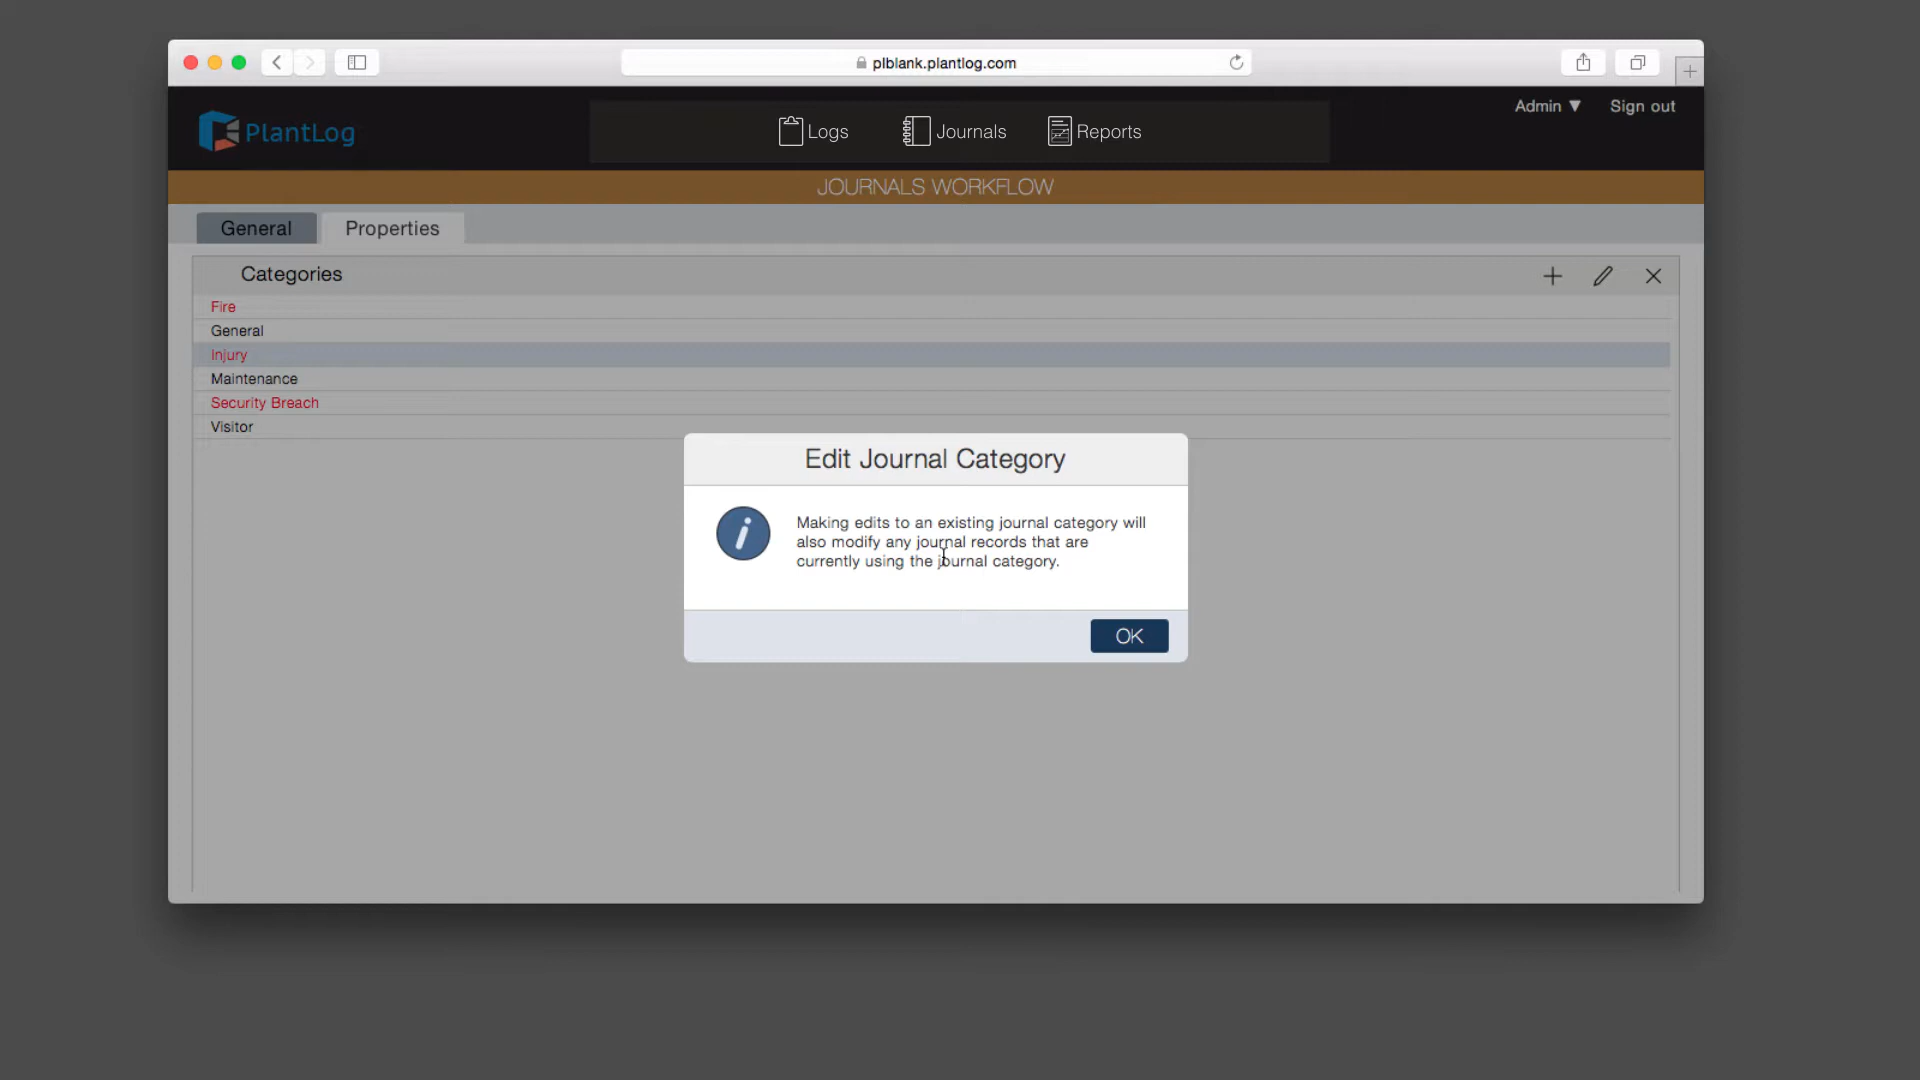 plblank.plantlog.com
Admin ▼ Sign out
PlantLog
Logs Journals Reports
JOURNALS WORKFLOW
General Properties
Categories
Fire
General
Injury
Maintenance
Security Breach
Visitor
Edit Journal Category
i
Making edits to an existing journal category will
also modify any journal records that are
currently using the journal category.
OK